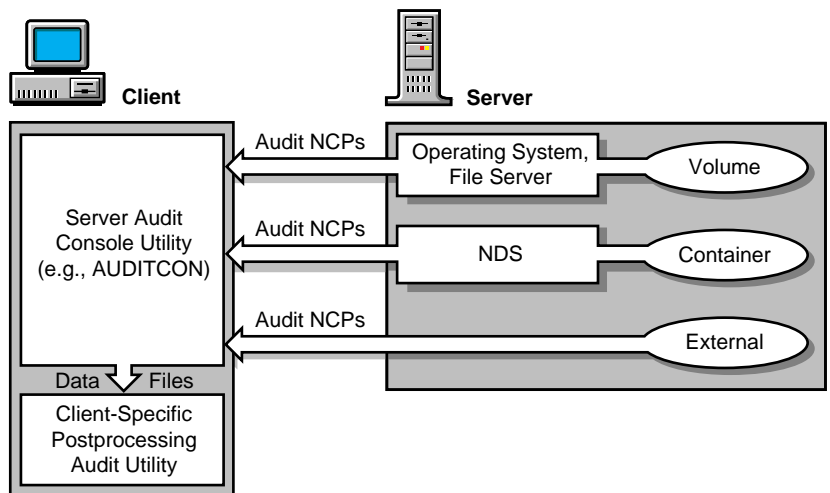 Client
Server
Audit NCPs
Operating System,
File Server
Volume
Server Audit
Console Utility
(e.g., AUDITCON)
Audit NCPs
NDS
Container
Audit NCPs
External
Data Files
Client-Specific
Postprocessing
Audit Utility